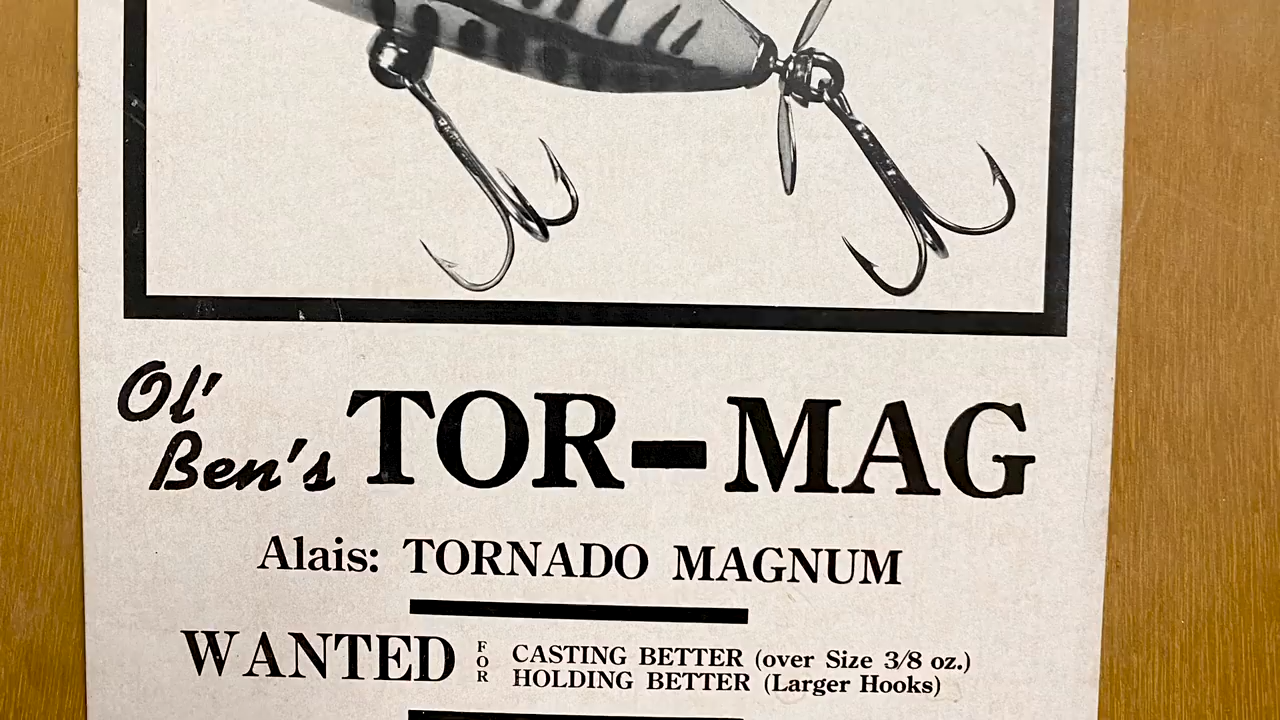 Ol'
Ben's TOR-MAG
Alais: TORNADO MAGNUM
WANTED FOR CASTING BETTER (over Size 3/8 oz.)
HOLDING BETTER (Larger Hooks)